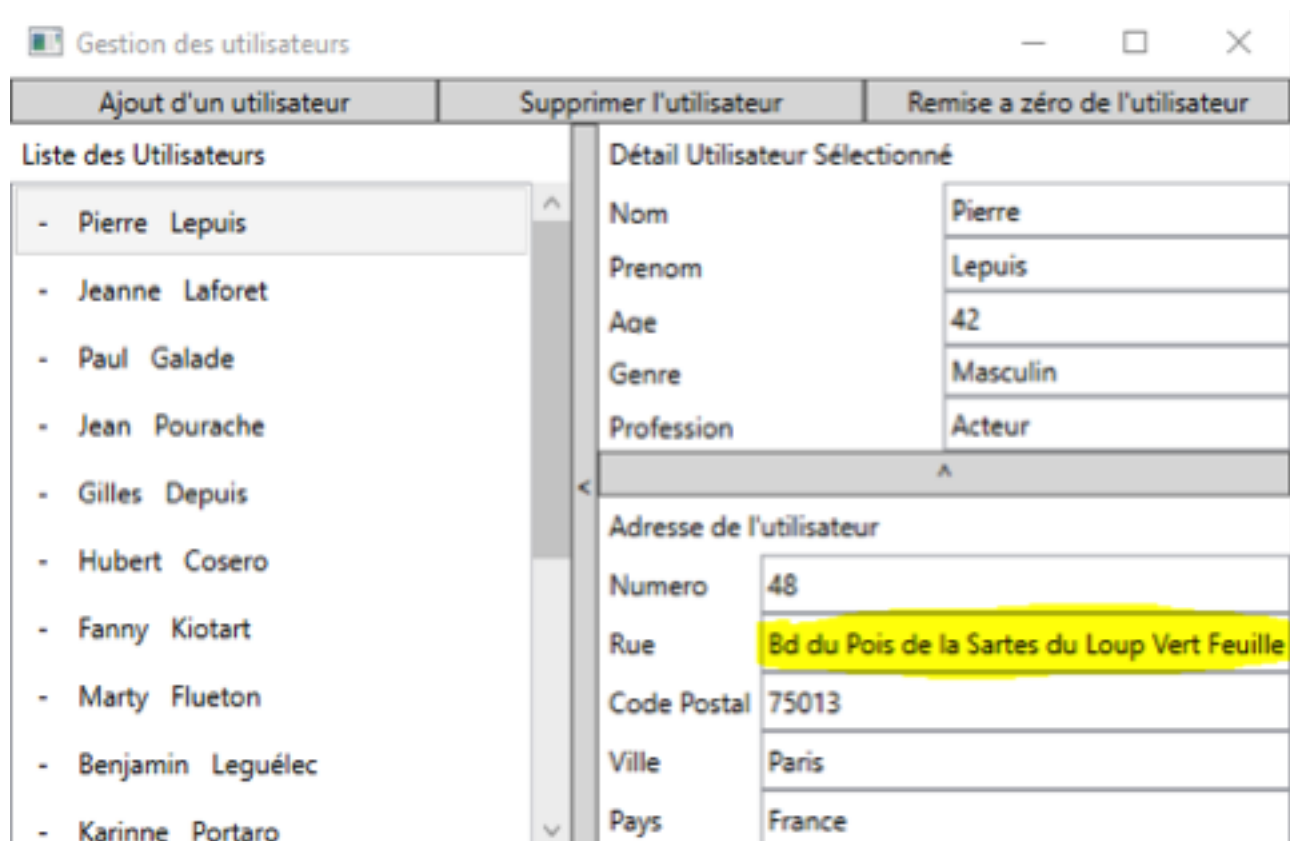 Gestion des utilisateurs
Ajout d'un utilisateur
Supprimer l'utilisateur
Remise a zéro de l'utilisateur
Liste des Utilisateurs
- Pierre Lepuis
- Jeanne Laforet
- Paul Galade
- Jean Pourache
- Gilles Depuis
- Hubert Cosero
- Fanny Kiotart
- Marty Flueton
- Benjamin Leguélec
- Karinne Portaro
<
Détail Utilisateur Sélectionné
Nom Pierre
Prenom Lepuis
Age 42
Genre Masculin
Profession Acteur
^
Adresse de l'utilisateur
Numero 48
Rue Bd du Pois de la Sartes du Loup Vert Feuille
Code Postal 75013
Ville Paris
Pays France